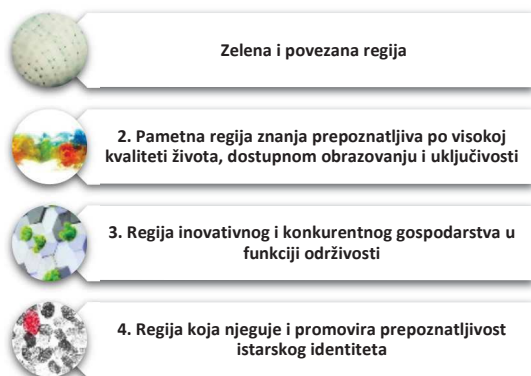 Zelena i povezana regija
2. Pametna regija znanja prepoznatljiva po visokoj
kvaliteti života, dostupnom obrazovanju i uključivosti
3. Regija inovativnog i konkurentnog gospodarstva u
funkciji održivosti
4. Regija koja njeguje i promovira prepoznatljivost
istarskog identiteta